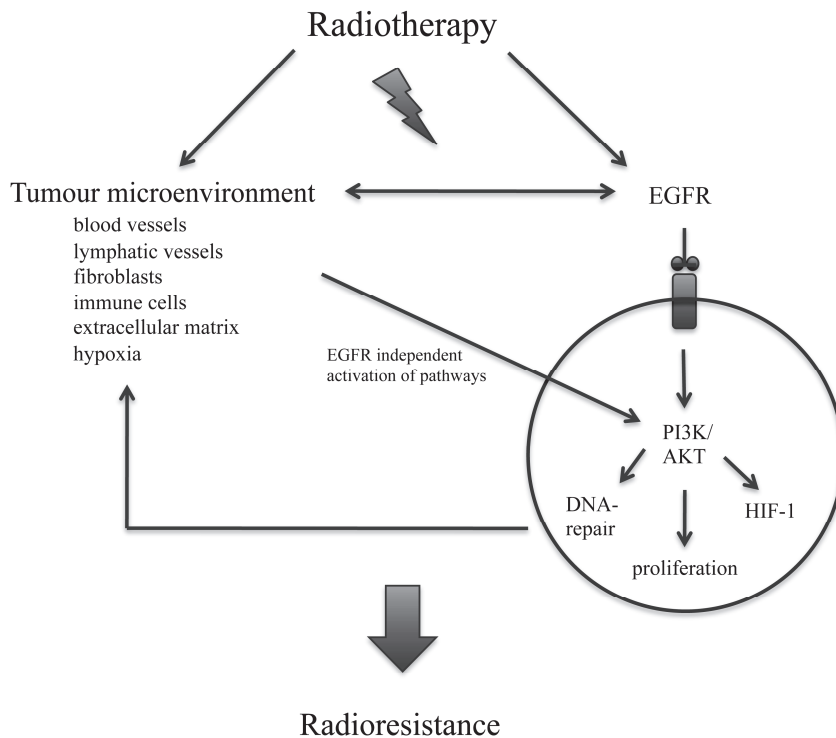 Radiotherapy
Tumour microenvironment
blood vessels
lymphatic vessels
fibroblasts
immune cells
extracellular matrix
hypoxia
EGFR
EGFR independent
activation of pathways
PI3K/
AKT
DNA-
repair
HIF-1
proliferation
Radioresistance